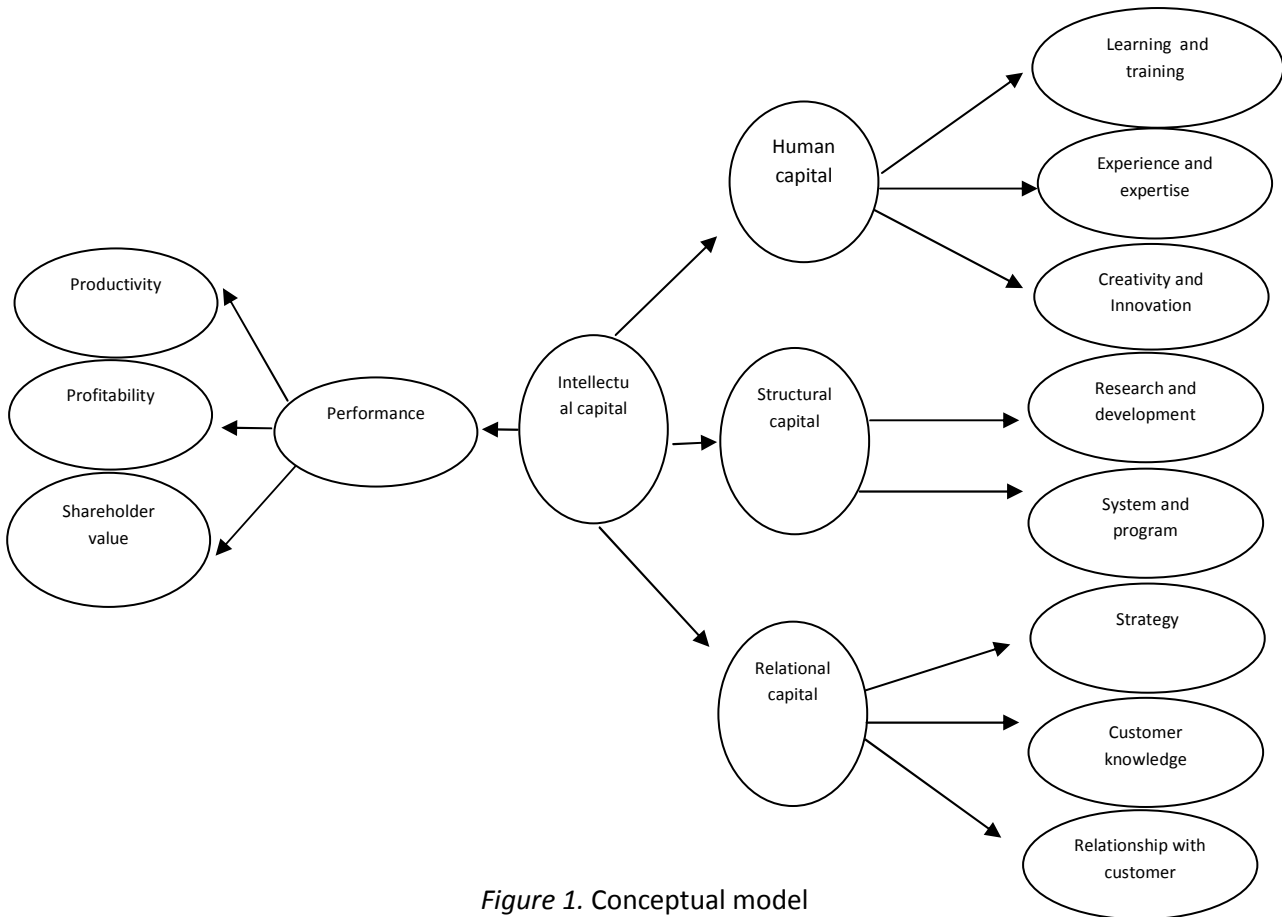 Learning and
training
Human
capital
Experience and
expertise
Creativity and
Innovation
Productivity
Profitability
Shareholder
value
Performance
Intellectu
al capital
Structural
capital
Research and
development
System and
program
Relational
capital
Strategy
Customer
knowledge
Relationship with
customer
Figure 1. Conceptual model